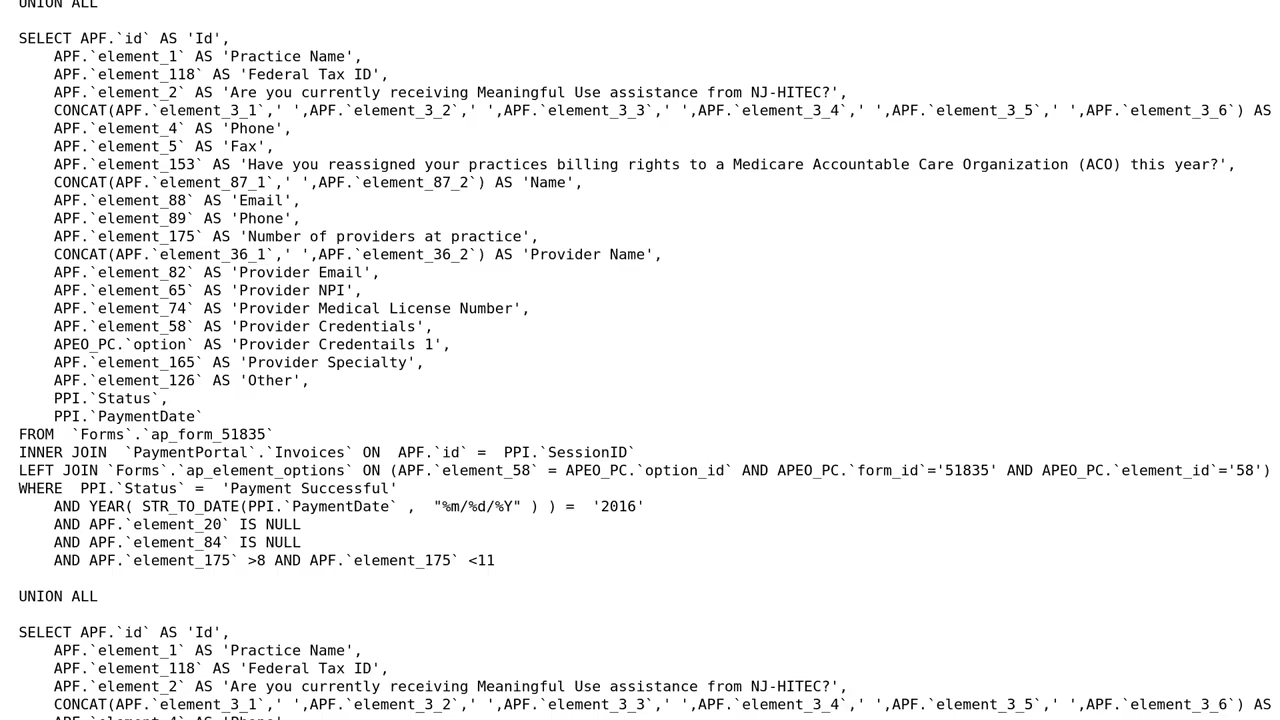 UNION ALL
SELECT APF.`id` AS 'Id',
APF.`element_1` AS 'Practice Name',
APF.`element_118` AS 'Federal Tax ID',
APF.`element_2` AS 'Are you currently receiving Meaningful Use assistance from NJ-HITEC?',
CONCAT(APF.`element_3_1`,' ',APF.`element_3_2`,' ',APF.`element_3_3`,' ',APF.`element_3_4`,' ',APF.`element_3_5`,' ',APF.`element_3_6`) AS
APF.`element_4` AS 'Phone',
APF.`element_5` AS 'Fax',
APF.`element_153` AS 'Have you reassigned your practices billing rights to a Medicare Accountable Care Organization (ACO) this year?',
CONCAT(APF.`element_87_1`,' ',APF.`element_87_2`) AS 'Name',
APF.`element_88` AS 'Email',
APF.`element_89` AS 'Phone',
APF.`element_175` AS 'Number of providers at practice',
CONCAT(APF.`element_36_1`,' ',APF.`element_36_2`) AS 'Provider Name',
APF.`element_82` AS 'Provider Email',
APF.`element_65` AS 'Provider NPI',
APF.`element_74` AS 'Provider Medical License Number',
APF.`element_58` AS 'Provider Credentials',
APEO_PC.`option` AS 'Provider Credentails 1',
APF.`element_165` AS 'Provider Specialty',
APF.`element_126` AS 'Other',
PPI.`Status`,
PPI.`PaymentDate`
FROM  `Forms`.`ap_form_51835`
INNER JOIN  `PaymentPortal`.`Invoices` ON  APF.`id` =  PPI.`SessionID`
LEFT JOIN `Forms`.`ap_element_options` ON (APF.`element_58` = APEO_PC.`option_id` AND APEO_PC.`form_id`='51835' AND APEO_PC.`element_id`='58')
WHERE  PPI.`Status` =  'Payment Successful'
AND YEAR( STR_TO_DATE(PPI.`PaymentDate` ,  "%m/%d/%Y" ) ) =  '2016'
AND APF.`element_20` IS NULL
AND APF.`element_84` IS NULL
AND APF.`element_175` >8 AND APF.`element_175` <11
UNION ALL
SELECT APF.`id` AS 'Id',
APF.`element_1` AS 'Practice Name',
APF.`element_118` AS 'Federal Tax ID',
APF.`element_2` AS 'Are you currently receiving Meaningful Use assistance from NJ-HITEC?',
CONCAT(APF.`element_3_1`,' ',APF.`element_3_2`,' ',APF.`element_3_3`,' ',APF.`element_3_4`,' ',APF.`element_3_5`,' ',APF.`element_3_6`) AS
APF.`element_4` AS 'Phone',